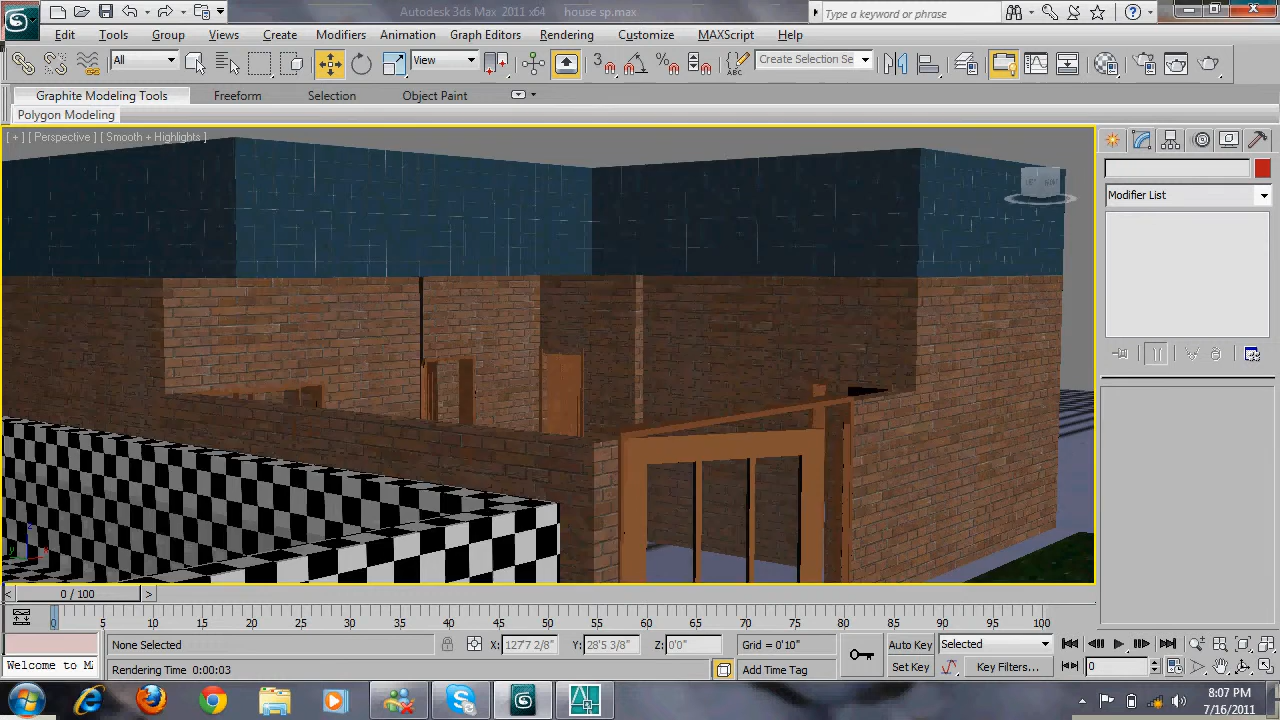 Autodesk 3ds Max 2011 x64 house sp.max
Type a keyword or phrase
Edit Tools Group Views Create Modifiers Animation Graph Editors Rendering Customize MAXScript Help
All View 3 Create Selection Se
Graphite Modeling Tools Freeform Selection Object Paint
Polygon Modeling
[ + ] [ Perspective ] [ Smooth + Highlights ]
Modifier List
0 / 100
0 5 10 15 20 25 30 35 40 45 50 55 60 65 70 75 80 85 90 95 100
None Selected X: 127'7 2/8" Y: 28'5 3/8" Z: 0'0" Grid = 0'10" Auto Key Selected
Welcome to M Rendering Time 0:00:03 Add Time Tag Set Key Key Filters... 0
8:07 PM
7/16/2011